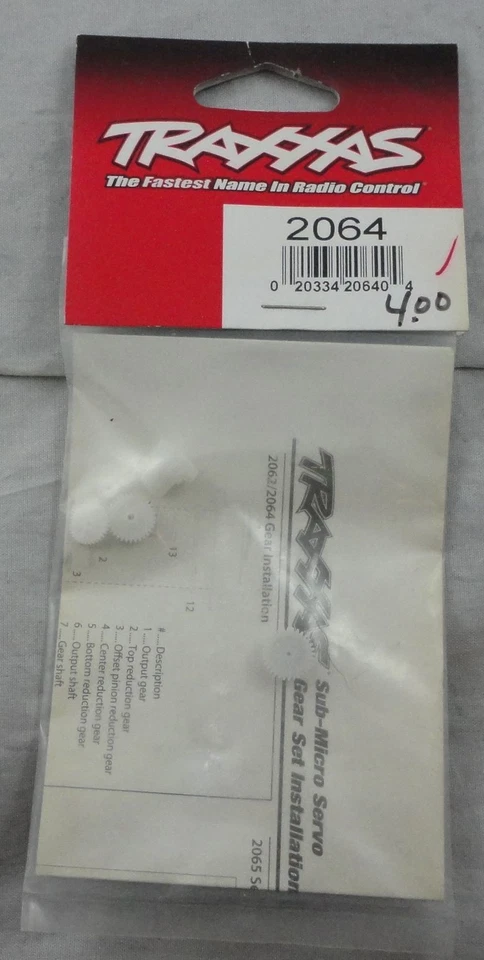 TRAXXAS
The Fastest Name In Radio Control
2064
0 20334 20640 4
4.00
TRAXXAS
Sub-Micro Servo
Gear Set Installation
2063/2064 Gear Installation
13
12
2
3
# ..... Description
1 ..... Output gear
2 ..... Top reduction gear
3 ..... Offset pinion reduction gear
4 ..... Center reduction gear
5 ..... Bottom reduction gear
6 ..... Output shaft
7 ..... Gear shaft
2065 Se